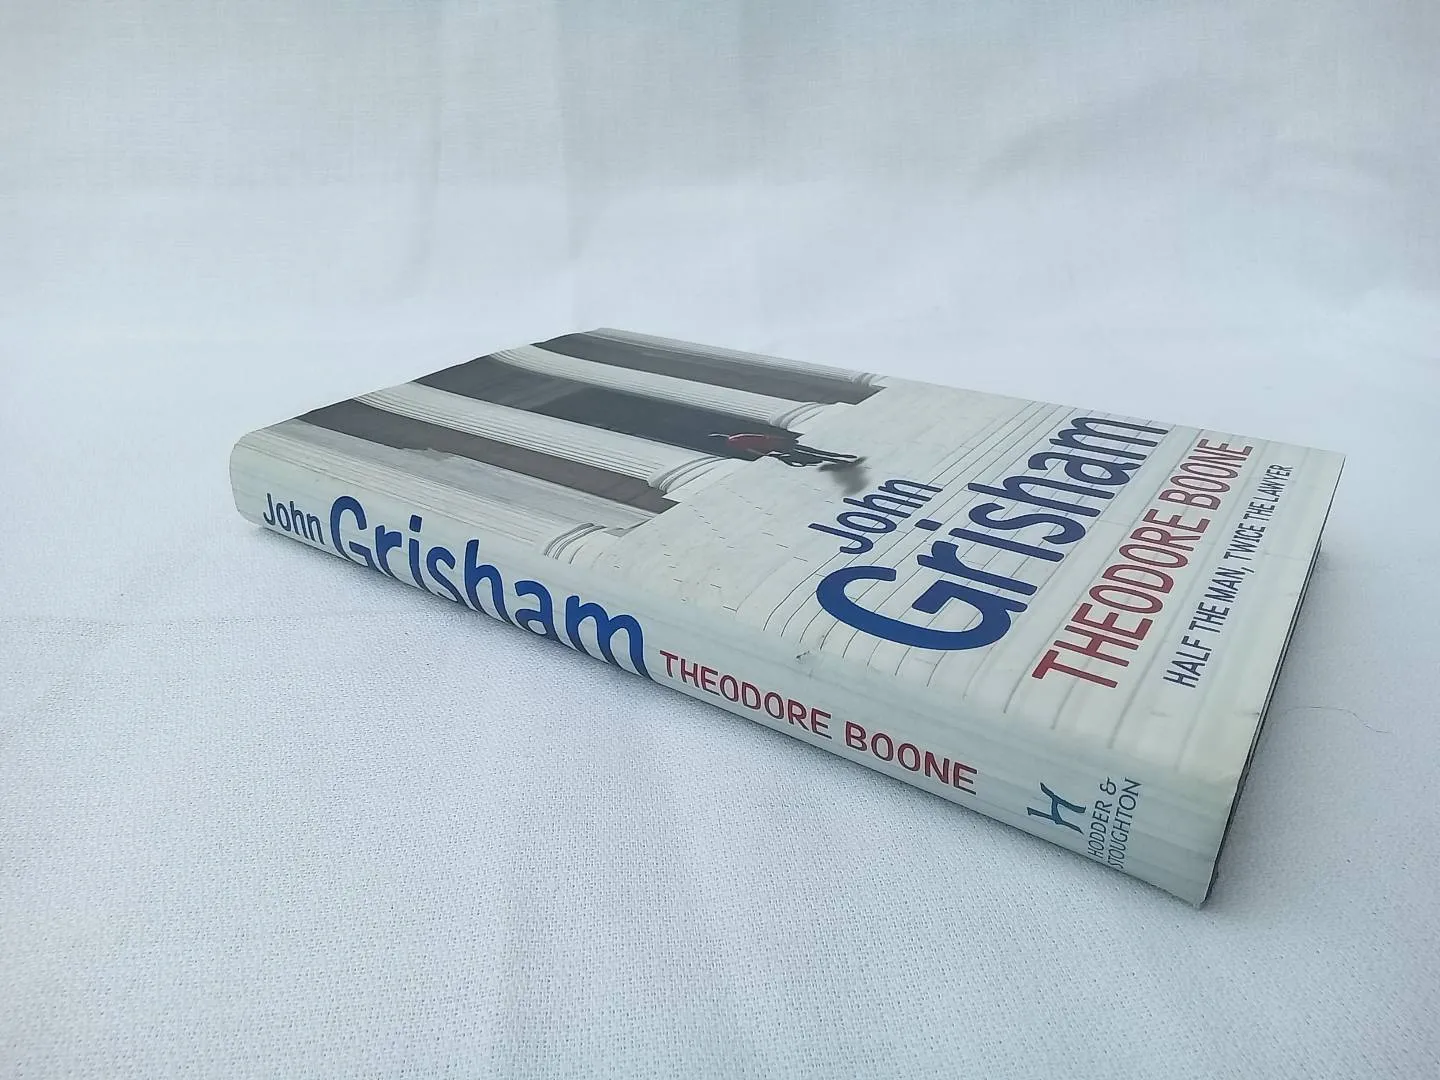 John
Grisham
THEODORE BOONE
HALF THE MAN, TWICE THE LAWYER
John Grisham THEODORE BOONE
H
HODDER &
STOUGHTON